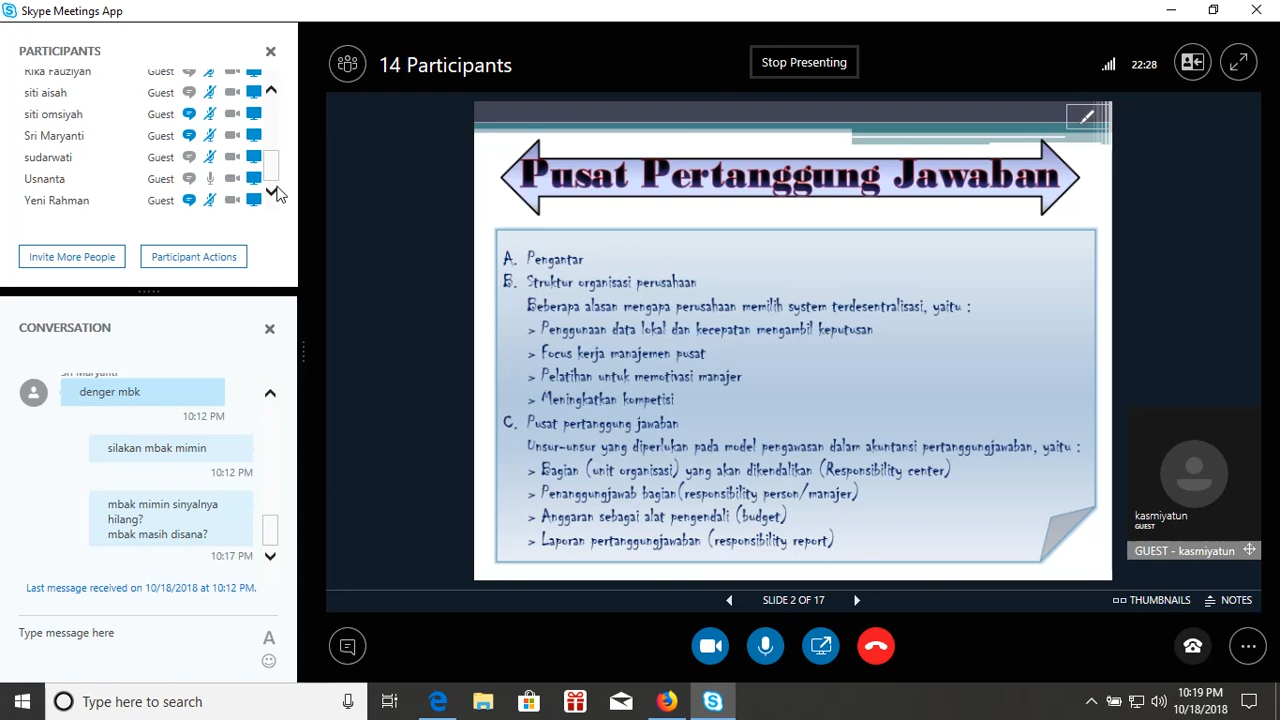 Skype Meetings App
PARTICIPANTS
Rika Fauziyah Guest
siti aisah Guest
siti omsiyah Guest
Sri Maryanti Guest
sudarwati Guest
Usnanta Guest
Yeni Rahman Guest
Invite More People
Participant Actions
CONVERSATION
Sri Maryanti
denger mbk
10:12 PM
silakan mbak mimin
10:12 PM
mbak mimin sinyalnya
hilang?
mbak masih disana?
10:17 PM
Last message received on 10/18/2018 at 10:12 PM.
Type message here
A
14 Participants
Stop Presenting
22:28
Pusat Pertanggung Jawaban
A. Pengantar
B. Struktur organisasi perusahaan
Beberapa alasan mengapa perusahaan memilih system terdesentralisasi, yaitu :
> Penggunaan data lokal dan kecepatan mengambil keputusan
> Focus kerja manajemen pusat
> Pelatihan untuk memotivasi manajer
> Meningkatkan kompetisi
C. Pusat pertanggung jawaban
Unsur-unsur yang diperlukan pada model pengawasan dalam akuntansi pertanggungjawaban, yaitu :
> Bagian (unit organisasi) yang akan dikendalikan (Responsibility center)
> Penanggungjawab bagian(responsibility person/manajer)
> Anggaran sebagai alat pengendali (budget)
> Laporan pertanggungjawaban (responsibility report)
kasmiyatun
GUEST
GUEST - kasmiyatun
SLIDE 2 OF 17
THUMBNAILS
NOTES
Type here to search
10:19 PM
10/18/2018